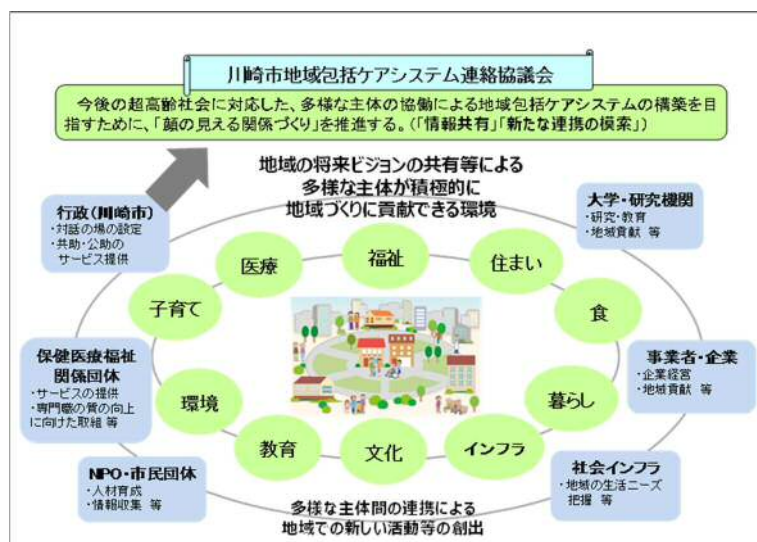 川崎市地域包括ケアシステム連絡協議会
今後の超高齢社会に対応した、多様な主体の協働による地域包括ケアシステムの構築を目
指すために、「顔の見える関係づくり」を推進する。(「情報共有」「新たな連携の模索」)
地域の将来ビジョンの共有等による
多様な主体が積極的に
地域づくりに貢献できる環境
行政(川崎市)
・対話の場の設定
・共助・公助の
サービス提供
大学・研究機関
・研究・教育
・地域貢献 等
医療
福祉
住まい
子育て
食
保健医療福祉
関係団体
・サービスの提供
・専門職の質の向上
に向けた取組 等
事業者・企業
・企業経営
・地域貢献 等
環境
暮らし
教育
文化
インフラ
NPO・市民団体
・人材育成
・情報収集 等
社会インフラ
・地域の生活ニーズ
把握 等
多様な主体間の連携による
地域での新しい活動等の創出